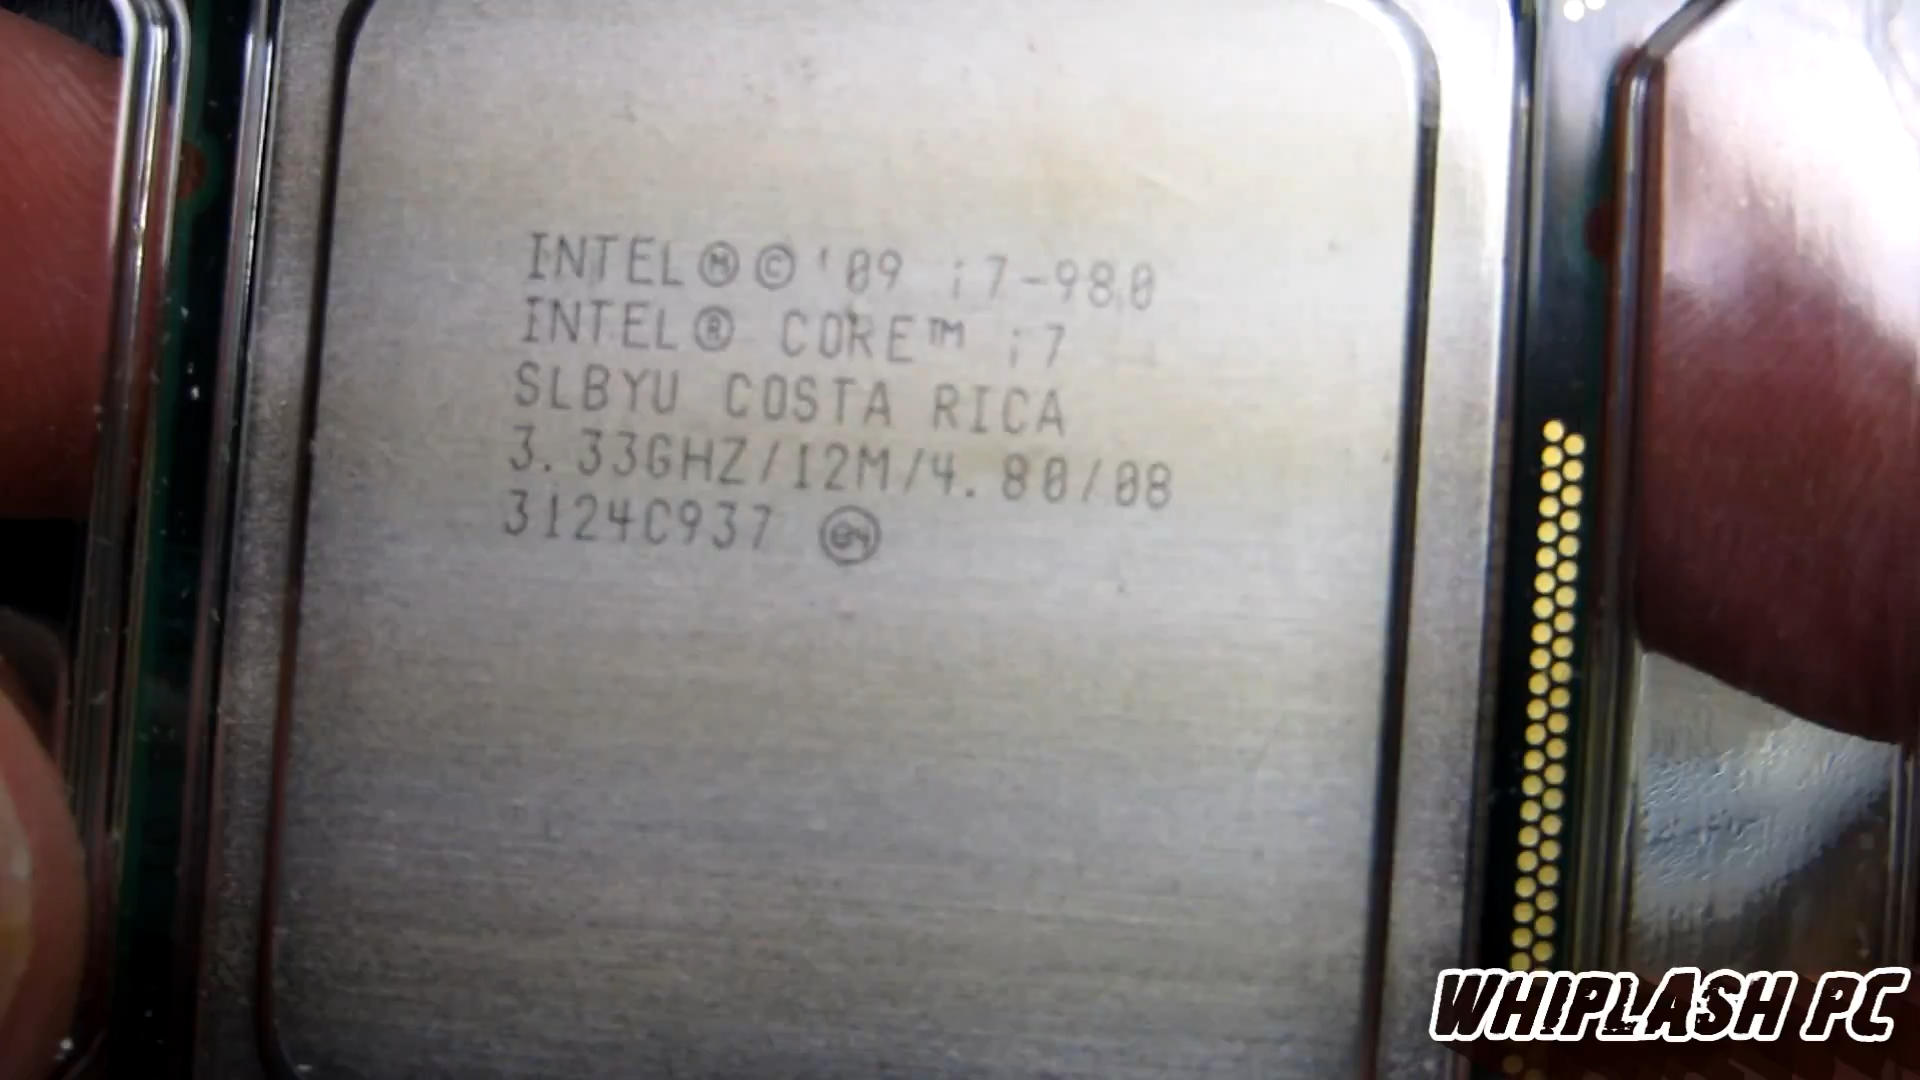 INTEL Ⓜ © '09 i7-980
INTEL® CORE™ i7
SLBYU COSTA RICA
3.33GHZ/12M/4.80/08
3124C937 e4
WHIPLASH PC